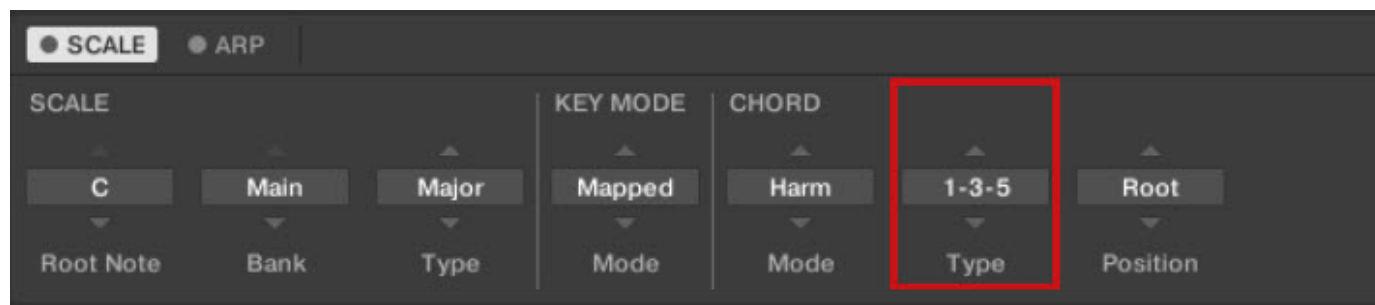 SCALE ARP
SCALE KEY MODE CHORD
C Main Major Mapped Harm 1-3-5 Root
Root Note Bank Type Mode Mode Type Position